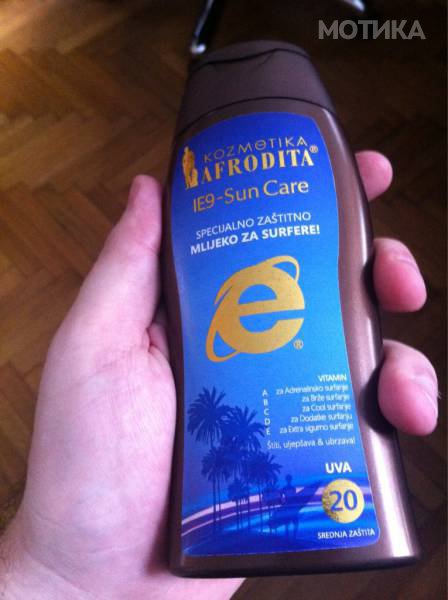 МОТИКА
KOZMETIKA
AFRODITA®
IE9-Sun Care
SPECIJALNO ZAŠTITNO
MLIJEKO ZA SURFERE!
e
®
VITAMIN
A za Adrenalinsko surfanje
B za Brže surfanje
C za Cool surfanje
D za Dodatke surfanju
E za Extra sigurno surfanje
Štiti, uljepšava & ubrzava!
UVA
20
SREDNJA ZAŠTITA